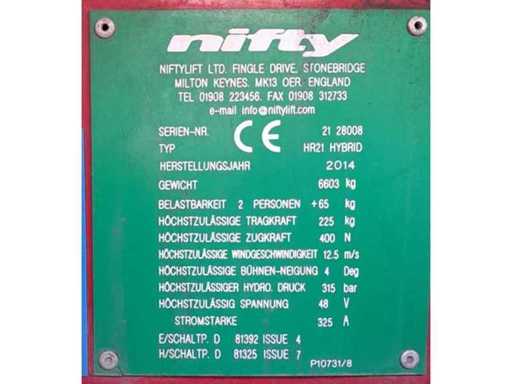 nifty
NIFTYLIFT LTD. FINGLE DRIVE, STONEBRIDGE
MILTON KEYNES. MK13 OER. ENGLAND
TEL 01908 223456. FAX 01908 312733
e-mail info@niftylift.com
SERIEN-NR. CE 21 28008
TYP HR21 HYBRID
HERSTELLUNGSJAHR 2014
GEWICHT 6603 kg
BELASTBARKEIT 2 PERSONEN +65 kg
HÖCHSTZULÄSSIGE TRAGKRAFT 225 kg
HÖCHSTZULÄSSIGE ZUGKRAFT 400 N
HÖCHSTZULÄSSIGE WINDGESCHWINDIGKEIT 12.5 m/s
HÖCHSTZULÄSSIGE BÜHNEN-NEIGUNG 4 Deg
HÖCHSTZULÄSSIGER HYDRO. DRUCK 315 bar
HÖCHSTZULÄSSIG SPANNUNG 48 V
STROMSTARKE 325 A
E/SCHALTP. D 81392 ISSUE 4
H/SCHALTP. D 81325 ISSUE 7
P10731/8